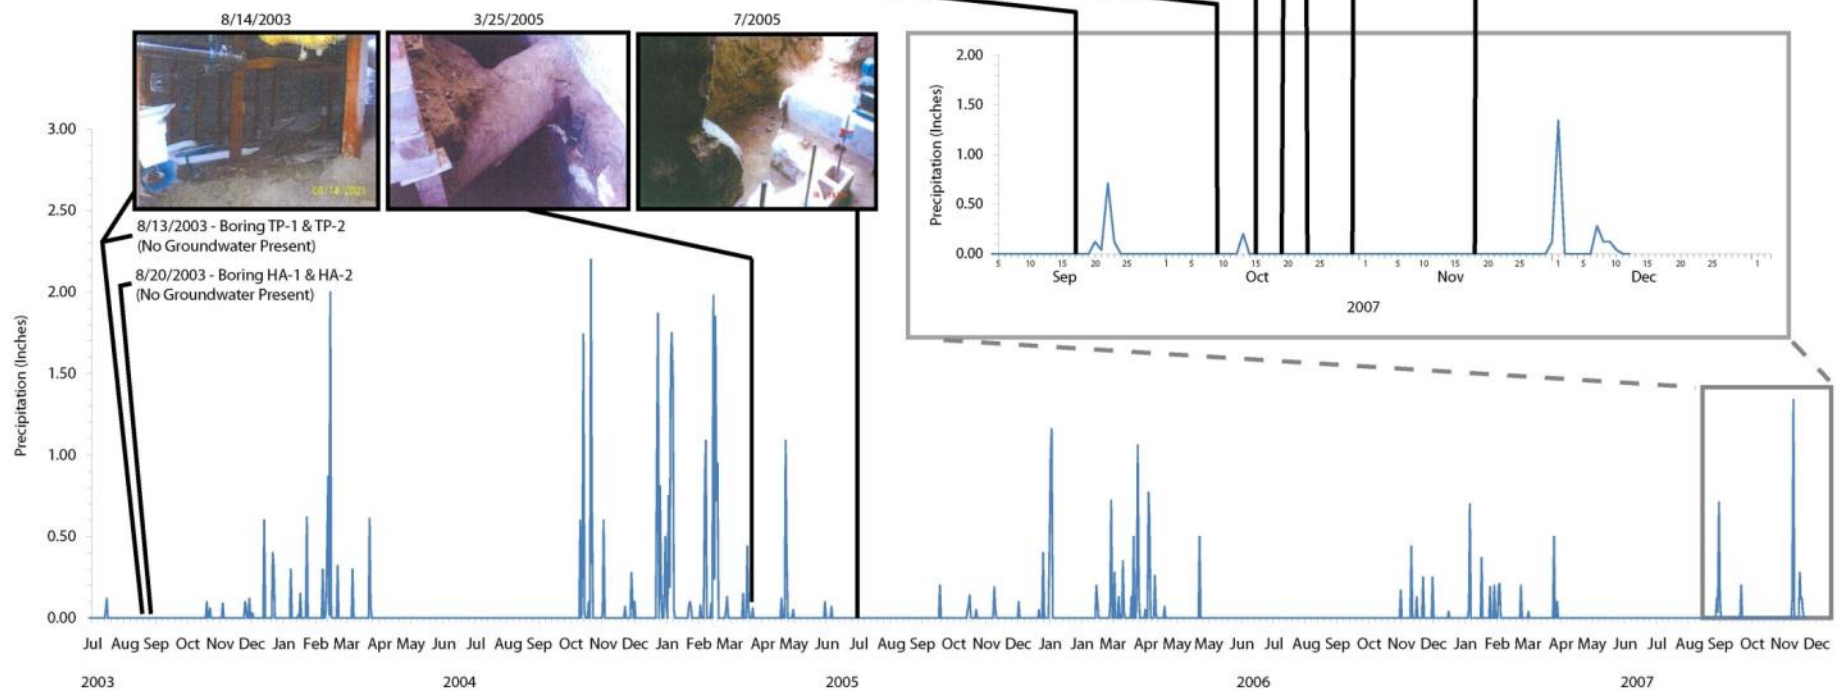 8/14/2003
3/25/2005
7/2005
08/14/2003
8/13/2003 - Boring TP-1 & TP-2
(No Groundwater Present)
8/20/2003 - Boring HA-1 & HA-2
(No Groundwater Present)
Precipitation (Inches)
3.00
2.50
2.00
1.50
1.00
0.50
0.00
Jul Aug Sep Oct Nov Dec Jan Feb Mar Apr May Jun Jul Aug Sep Oct Nov Dec Jan Feb Mar Apr May Jun Jul Aug Sep Oct Nov Dec Jan Jan Mar Apr May May Jun Jul Aug Sep Oct Nov Dec Jan Feb Mar Apr May Jun Jul Aug Sep Oct Nov Dec
2003 2004 2005 2006 2007
Precipitation (Inches)
2.00
1.50
1.00
0.50
0.00
5 10 15 20 25 1 5 10 15 20 25 1 5 10 15 20 25 1 5 10 15 20 25 1
Sep Oct Nov Dec
2007